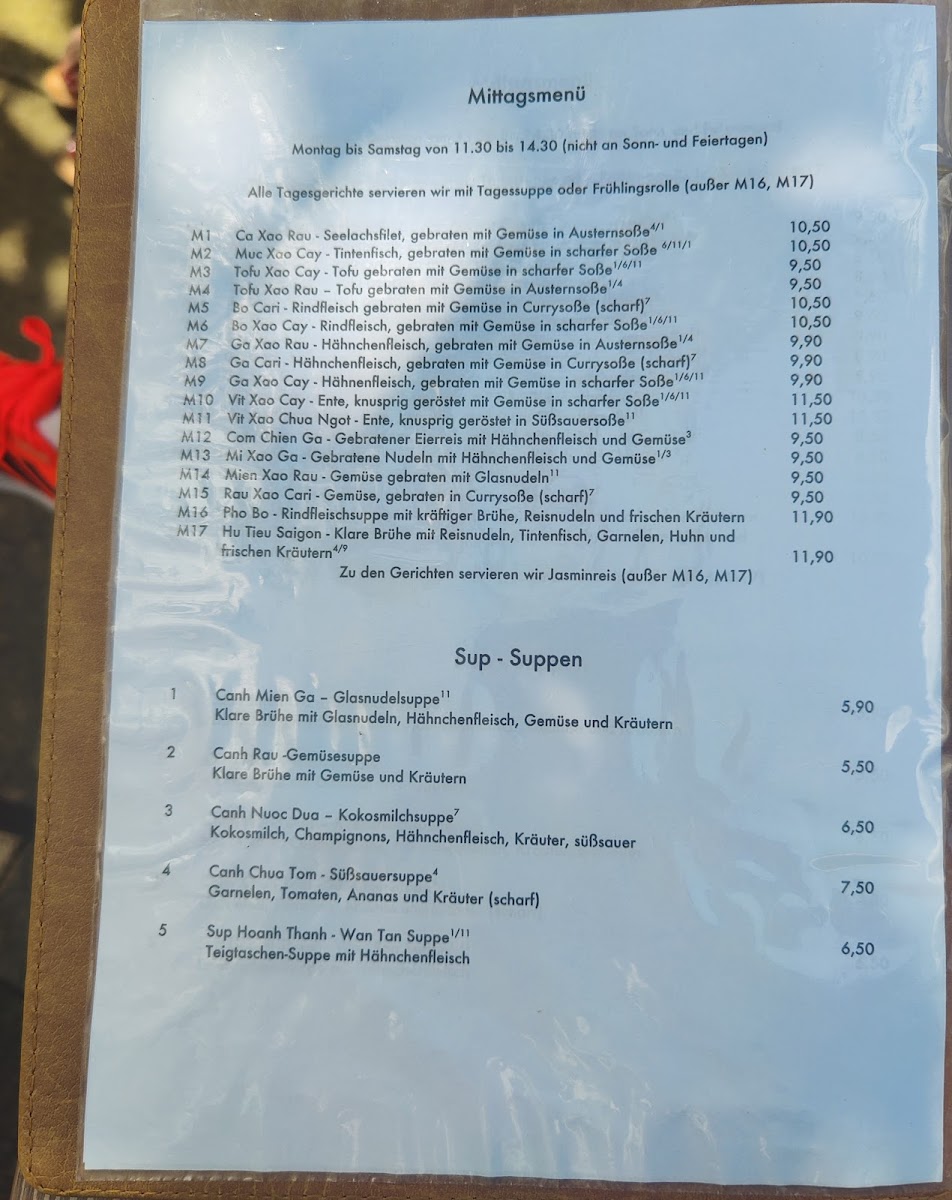 Mittagsmenü
Montag bis Samstag von 11.30 bis 14.30 (nicht an Sonn- und Feiertagen)
Alle Tagesgerichte servieren wir mit Tagessuppe oder Frühlingsrolle (außer M16, M17)
M1 Ca Xao Rau - Seelachsfilet, gebraten mit Gemüse in Austernsoße4/1 10,50
M2 Muc Xao Cay - Tintenfisch, gebraten mit Gemüse in scharfer Soße 6/11/1 10,50
M3 Tofu Xao Cay - Tofu gebraten mit Gemüse in scharfer Soße1/6/11 9,50
M4 Tofu Xao Rau – Tofu gebraten mit Gemüse in Austernsoße1/4 9,50
M5 Bo Cari - Rindfleisch gebraten mit Gemüse in Currysoße (scharf)7 10,50
M6 Bo Xao Cay - Rindfleisch, gebraten mit Gemüse in scharfer Soße1/6/11 10,50
M7 Ga Xao Rau - Hähnchenfleisch, gebraten mit Gemüse in Austernsoße1/4 9,90
M8 Ga Cari - Hähnchenfleisch, gebraten mit Gemüse in Currysoße (scharf)7 9,90
M9 Ga Xao Cay - Hähnenfleisch, gebraten mit Gemüse in scharfer Soße1/6/11 9,90
M10 Vit Xao Cay - Ente, knusprig geröstet mit Gemüse in scharfer Soße1/6/11 11,50
M11 Vit Xao Chua Ngot - Ente, knusprig geröstet in Süßsauersoße11 11,50
M12 Com Chien Ga - Gebratener Eierreis mit Hähnchenfleisch und Gemüse3 9,50
M13 Mi Xao Ga - Gebratene Nudeln mit Hähnchenfleisch und Gemüse1/3 9,50
M14 Mien Xao Rau - Gemüse gebraten mit Glasnudeln11 9,50
M15 Rau Xao Cari - Gemüse, gebraten in Currysoße (scharf)7 9,50
M16 Pho Bo - Rindfleischsuppe mit kräftiger Brühe, Reisnudeln und frischen Kräutern 11,90
M17 Hu Tieu Saigon - Klare Brühe mit Reisnudeln, Tintenfisch, Garnelen, Huhn und
frischen Kräutern4/9 11,90
Zu den Gerichten servieren wir Jasminreis (außer M16, M17)
Sup - Suppen
1 Canh Mien Ga – Glasnudelsuppe11
Klare Brühe mit Glasnudeln, Hähnchenfleisch, Gemüse und Kräutern 5,90
2 Canh Rau -Gemüsesuppe
Klare Brühe mit Gemüse und Kräutern 5,50
3 Canh Nuoc Dua – Kokosmilchsuppe7
Kokosmilch, Champignons, Hähnchenfleisch, Kräuter, süßsauer 6,50
4 Canh Chua Tom - Süßsauersuppe4
Garnelen, Tomaten, Ananas und Kräuter (scharf) 7,50
5 Sup Hoanh Thanh - Wan Tan Suppe1/11
Teigtaschen-Suppe mit Hähnchenfleisch 6,50